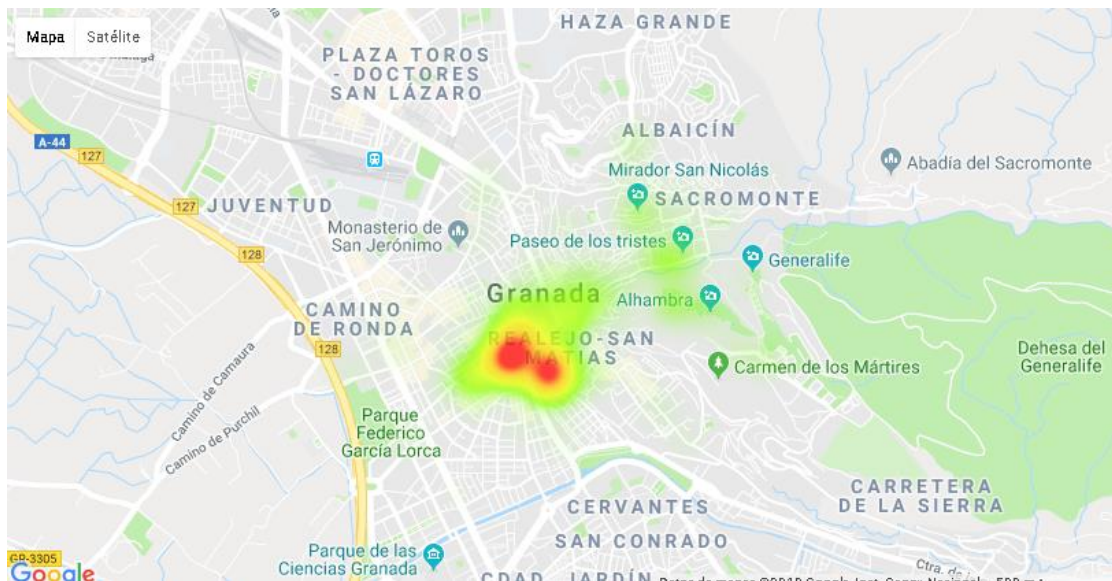 HAZA GRANDE
Mapa
Satélite
PLAZA TOROS
- DOCTORES
SAN LÁZARO
ALBAICÍN
A-44
127
Abadía del Sacromonte
Mirador San Nicolás
SACROMONTE
127
JUVENTUD
Monasterio de
San Jerónimo
Paseo de los tristes
128
Generalife
Granada
Alhambra
CAMINO
DE RONDA
REALEJO-SAN
MATÍAS
128
Dehesa del
Generalife
Carmen de los Mártires
Camino de Camaura
Camino de Purchil
Parque
Federico
García Lorca
CARRETERA
DE LA SIERRA
CERVANTES
SAN CONRADO
Parque de las
Ciencias Granada
GR-3305
Google